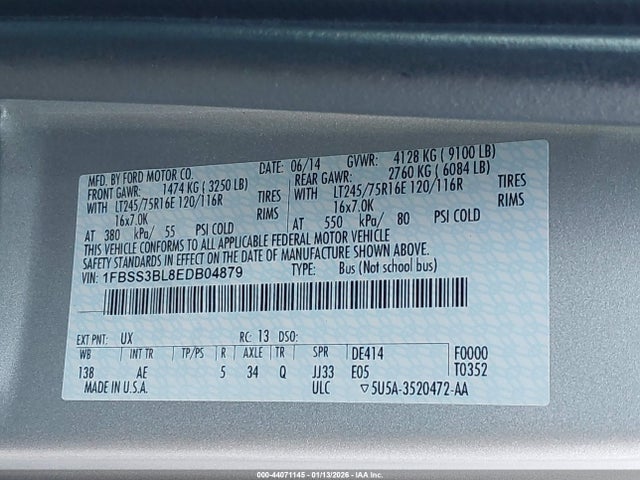 MFD. BY FORD MOTOR CO. DATE: 06/14 GVWR: 4128 KG ( 9100 LB)
FRONT GAWR: 1474 KG ( 3250 LB) REAR GAWR: 2760 KG ( 6084 LB)
WITH LT245/75R16E 120/116R TIRES WITH LT245/75R16E 120/116R TIRES
16x7.0K RIMS 16x7.0K RIMS
AT 380 kPa/ 55 PSI COLD AT 550 kPa/ 80 PSI COLD
THIS VEHICLE CONFORMS TO ALL APPLICABLE FEDERAL MOTOR VEHICLE
SAFETY STANDARDS IN EFFECT ON THE DATE OF MANUFACTURE SHOWN ABOVE.
VIN: 1FBSS3BL8EDB04879 TYPE: Bus (Not school bus)
EXT PNT: UX RC: 13 DSO:
WB INT TR TP/PS R AXLE TR SPR DE414 F0000
138 AE 5 34 Q JJ33 E05 T0352
MADE IN U.S.A. ULC ▽5U5A-3520472-AA
000-44071145 - 01/13/2026 - IAA Inc.